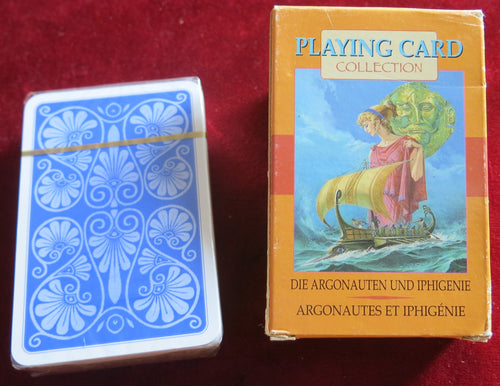 PLAYING CARD
COLLECTION
DIE ARGONAUTEN UND IPHIGENIE
ARGONAUTES ET IPHIGÉNIE